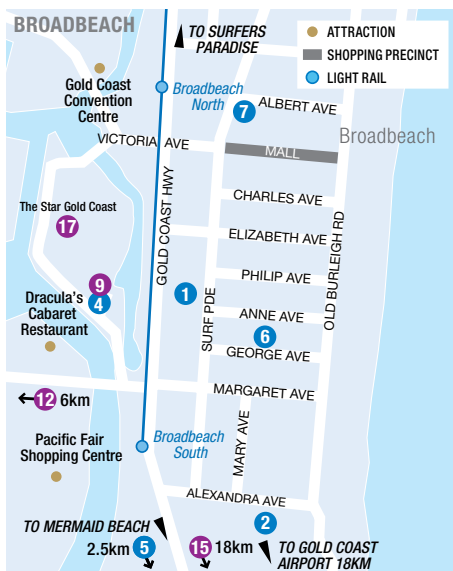 BROADBEACH
TO SURFERS
PARADISE
ATTRACTION
SHOPPING PRECINCT
LIGHT RAIL
Gold Coast
Convention
Centre
Broadbeach
North
7
ALBERT AVE
VICTORIA AVE
MALL
Broadbeach
CHARLES AVE
The Star Gold Coast
17
GOLD COAST HWY
ELIZABETH AVE
OLD BURLEIGH RD
PHILIP AVE
9
4
1
Dracula's
Cabaret
Restaurant
SURF PDE
ANNE AVE
6
GEORGE AVE
MARGARET AVE
12 6km
MARY AVE
Pacific Fair
Shopping Centre
Broadbeach
South
ALEXANDRA AVE
2
TO MERMAID BEACH
2.5km 5
15 18km
TO GOLD COAST
AIRPORT 18KM